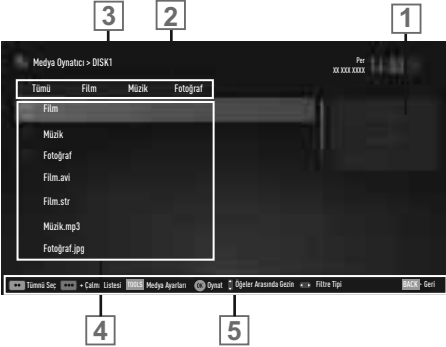 3 2 1
Medya Oynatıcı > DISK1
Per
XX XXX XXXX
Tümü Film Müzik Fotoğraf
Film
Müzik
Fotoğraf
Film.avi
Film.str
Müzik.mp3
Fotoğraf.jpg
Tümnü Seç + Çalma Listesi TOOLS Medya Ayarları OK Oynat Öğeler Arasında Gezin Filtre Tipi BACK - Geri
4 5